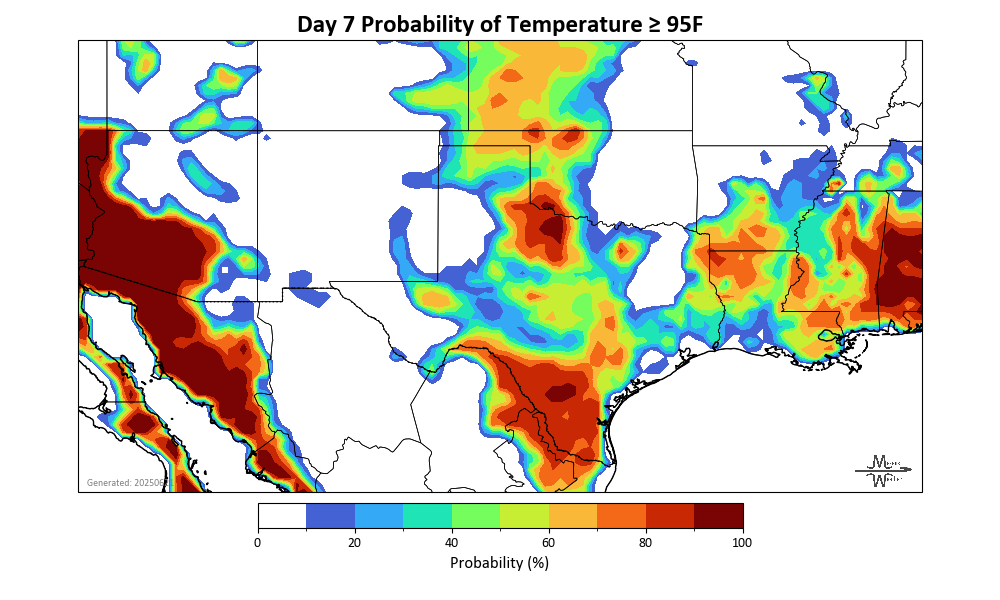 Day 7 Probability of Temperature ≥ 95F
Generated: 202506
0 20 40 60 80 100
Probability (%)